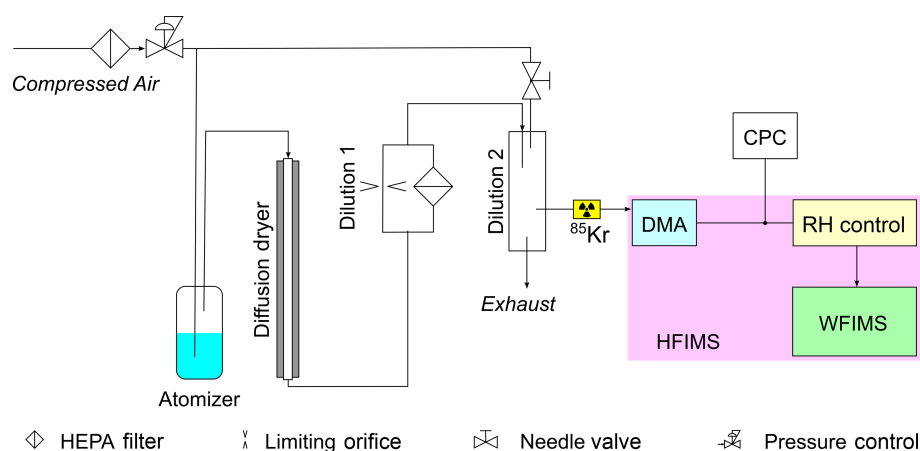 Compressed Air
Dilution 1
Dilution 2
CPC
Diffusion dryer
85Kr
DMA
RH control
Exhaust
HFIMS
WFIMS
Atomizer
HEPA filter
Limiting orifice
Needle valve
Pressure control